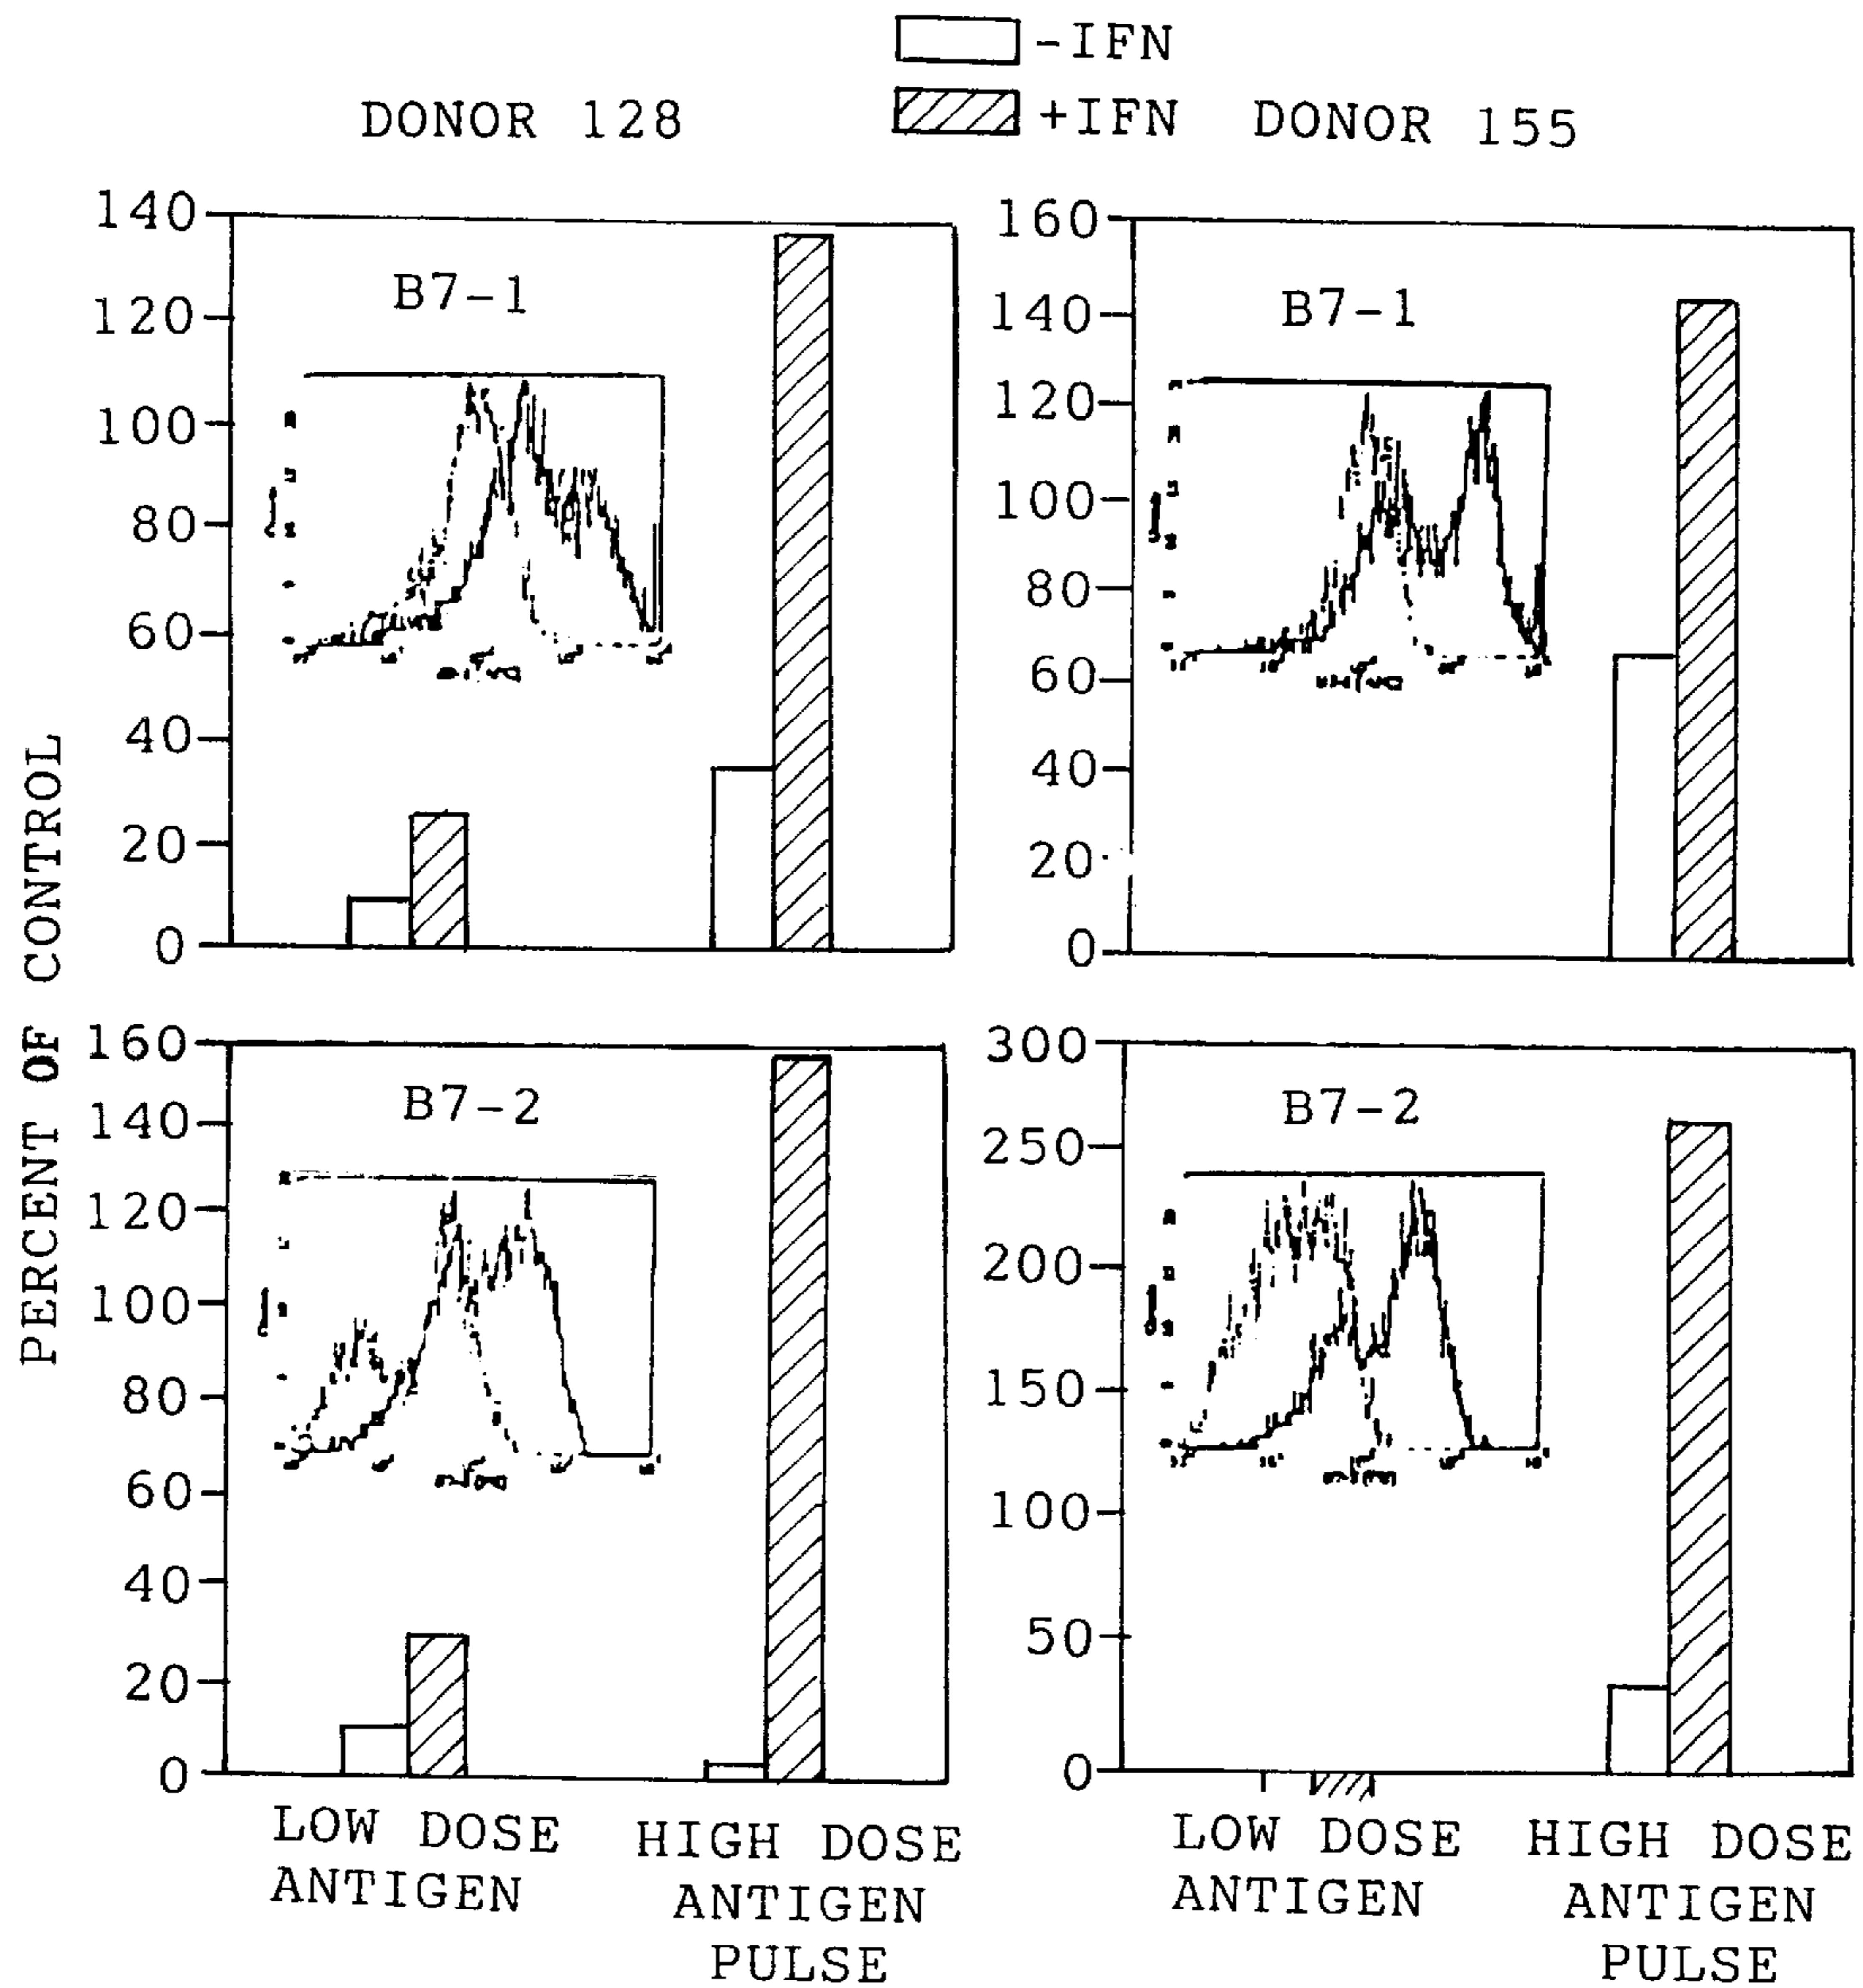 -IFN
+IFN
DONOR 128
DONOR 155
PERCENT OF CONTROL
140
120
100
80
60
40
20
0
B7-1
160
140
120
100
80
60
40
20
0
B7-1
160
140
120
100
80
60
40
20
0
B7-2
300
250
200
150
100
50
0
B7-2
LOW DOSE
ANTIGEN
HIGH DOSE
ANTIGEN
PULSE
LOW DOSE
ANTIGEN
HIGH DOSE
ANTIGEN
PULSE